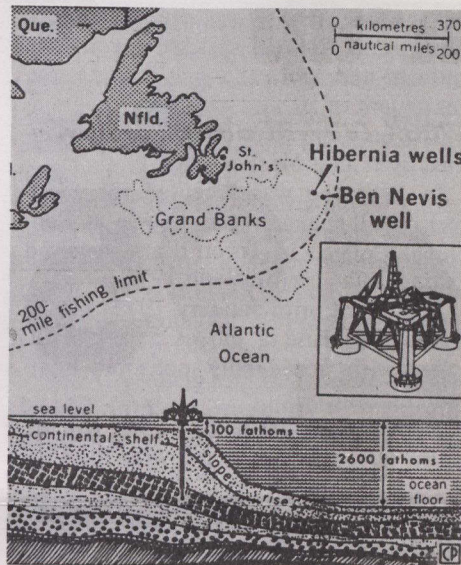 Que.
0 kilometres 370
0 nautical miles 200
Nfld.
St.
John's
Hibernia wells
Ben Nevis
well
Grand Banks
200-
mile fishing limit
Atlantic
Ocean
sea level
continental shelf
100 fathoms
slope
rise
2600 fathoms
ocean
floor
CP